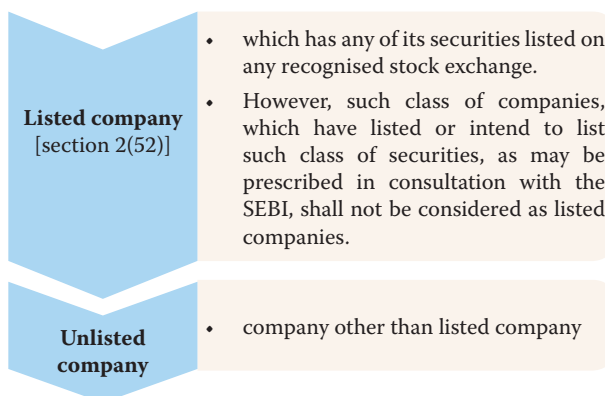 Listed company
[section 2(52)]
• which has any of its securities listed on
any recognised stock exchange.
• However, such class of companies,
which have listed or intend to list
such class of securities, as may be
prescribed in consultation with the
SEBI, shall not be considered as listed
companies.
Unlisted
company
• company other than listed company